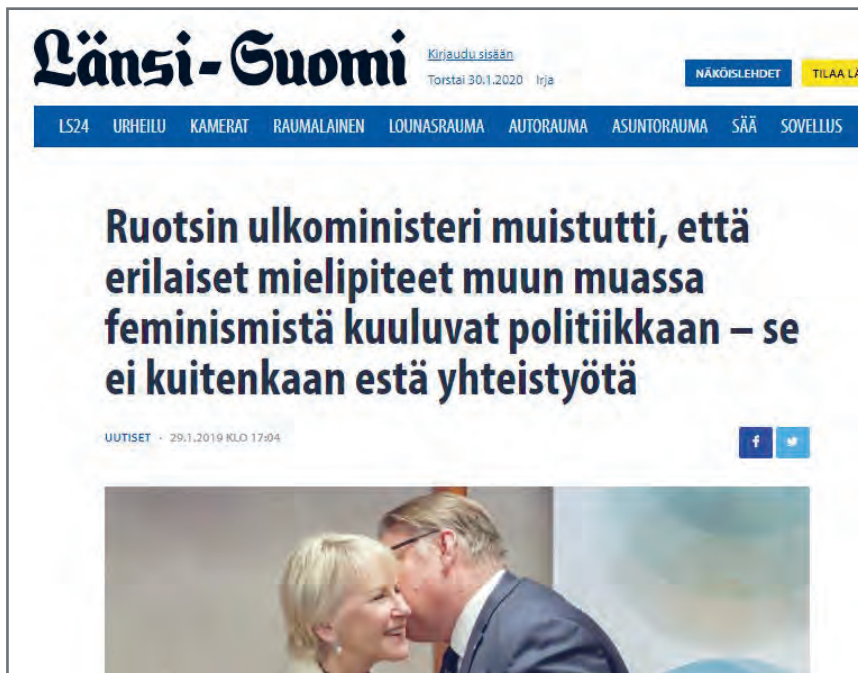 Länsi-Suomi
Kirjaudu sisään
Torstai 30.1.2020 Irja
NÄKÖISLEHDET
TILAA LÄ
LS24 URHEILU KAMERAT RAUMALAINEN LOUNASRAUMA AUTORAUMA ASUNTORAUMA SÄÄ SOVELLUS
Ruotsin ulkoministeri muistutti, että
erilaiset mielipiteet muun muassa
feminismistä kuuluvat politiikkaan – se
ei kuitenkaan estä yhteistyötä
UUTISET · 29.1.2019 KLO 17:04